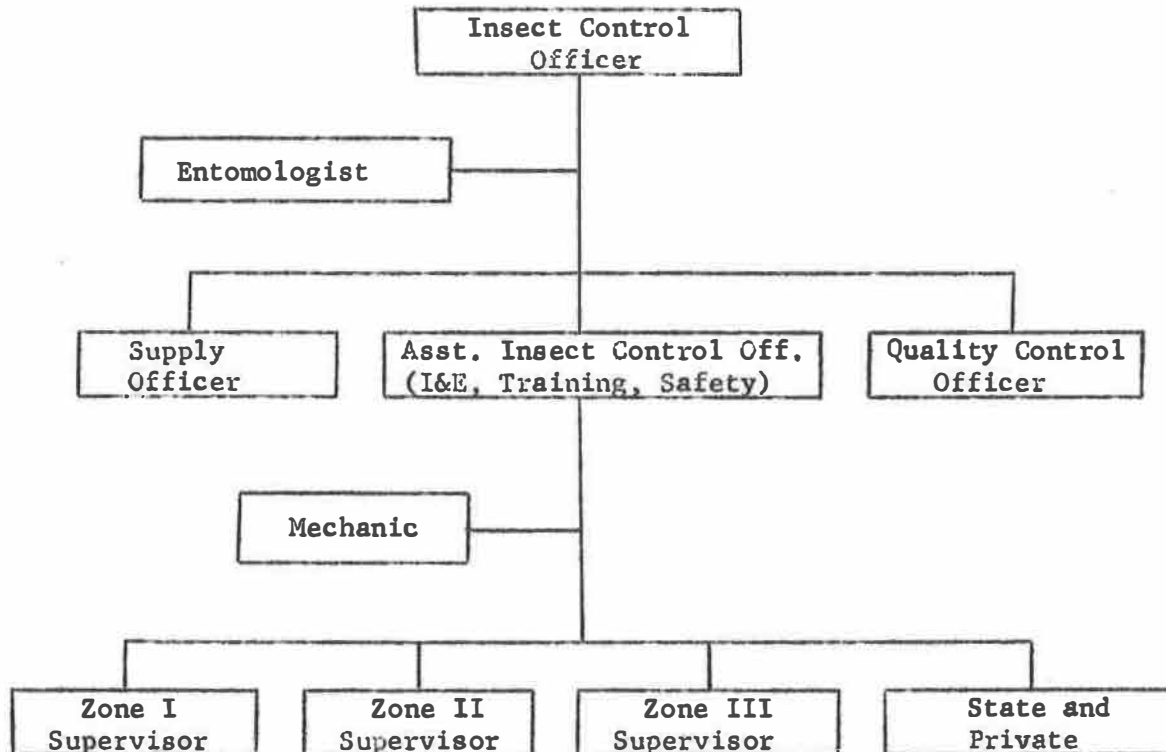 Insect Control
Officer
Entomologist
Supply
Officer
Asst. Insect Control Off.
(I&E, Training, Safety)
Quality Control
Officer
Mechanic
Zone I
Supervisor
Zone II
Supervisor
Zone III
Supervisor
State and
Private